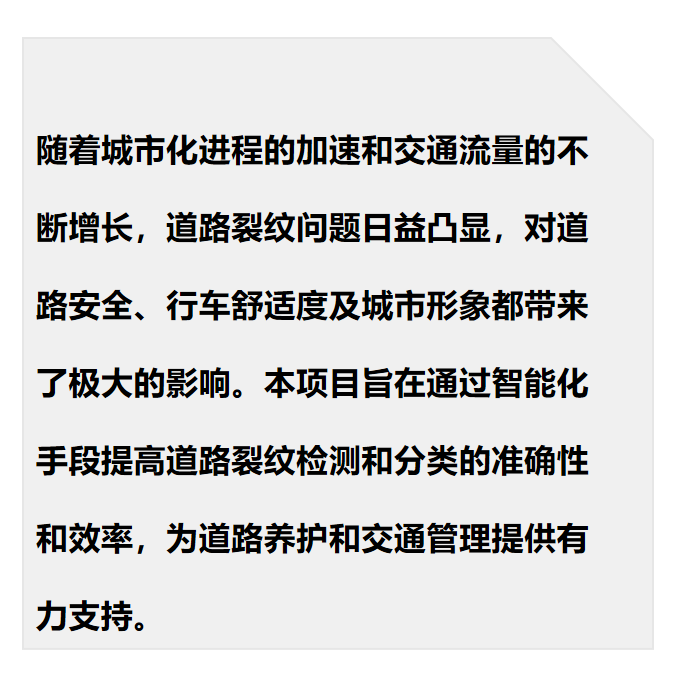 随着城市化进程的加速和交通流量的不
断增长，道路裂纹问题日益凸显，对道
路安全、行车舒适度及城市形象都带来
了极大的影响。本项目旨在通过智能化
手段提高道路裂纹检测和分类的准确性
和效率，为道路养护和交通管理提供有
力支持。